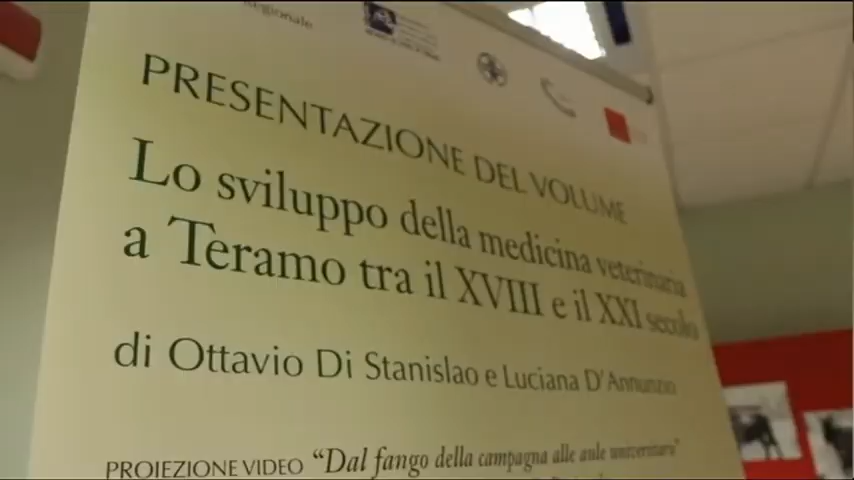 PRESENTAZIONE DEL VOLUME
Lo sviluppo della medicina veterinaria
a Teramo tra il XVIII e il XXI secolo
di Ottavio Di Stanislao e Luciana D'Annunzio
PROIEZIONE VIDEO "Dal fango della campagna alle aule universitarie"